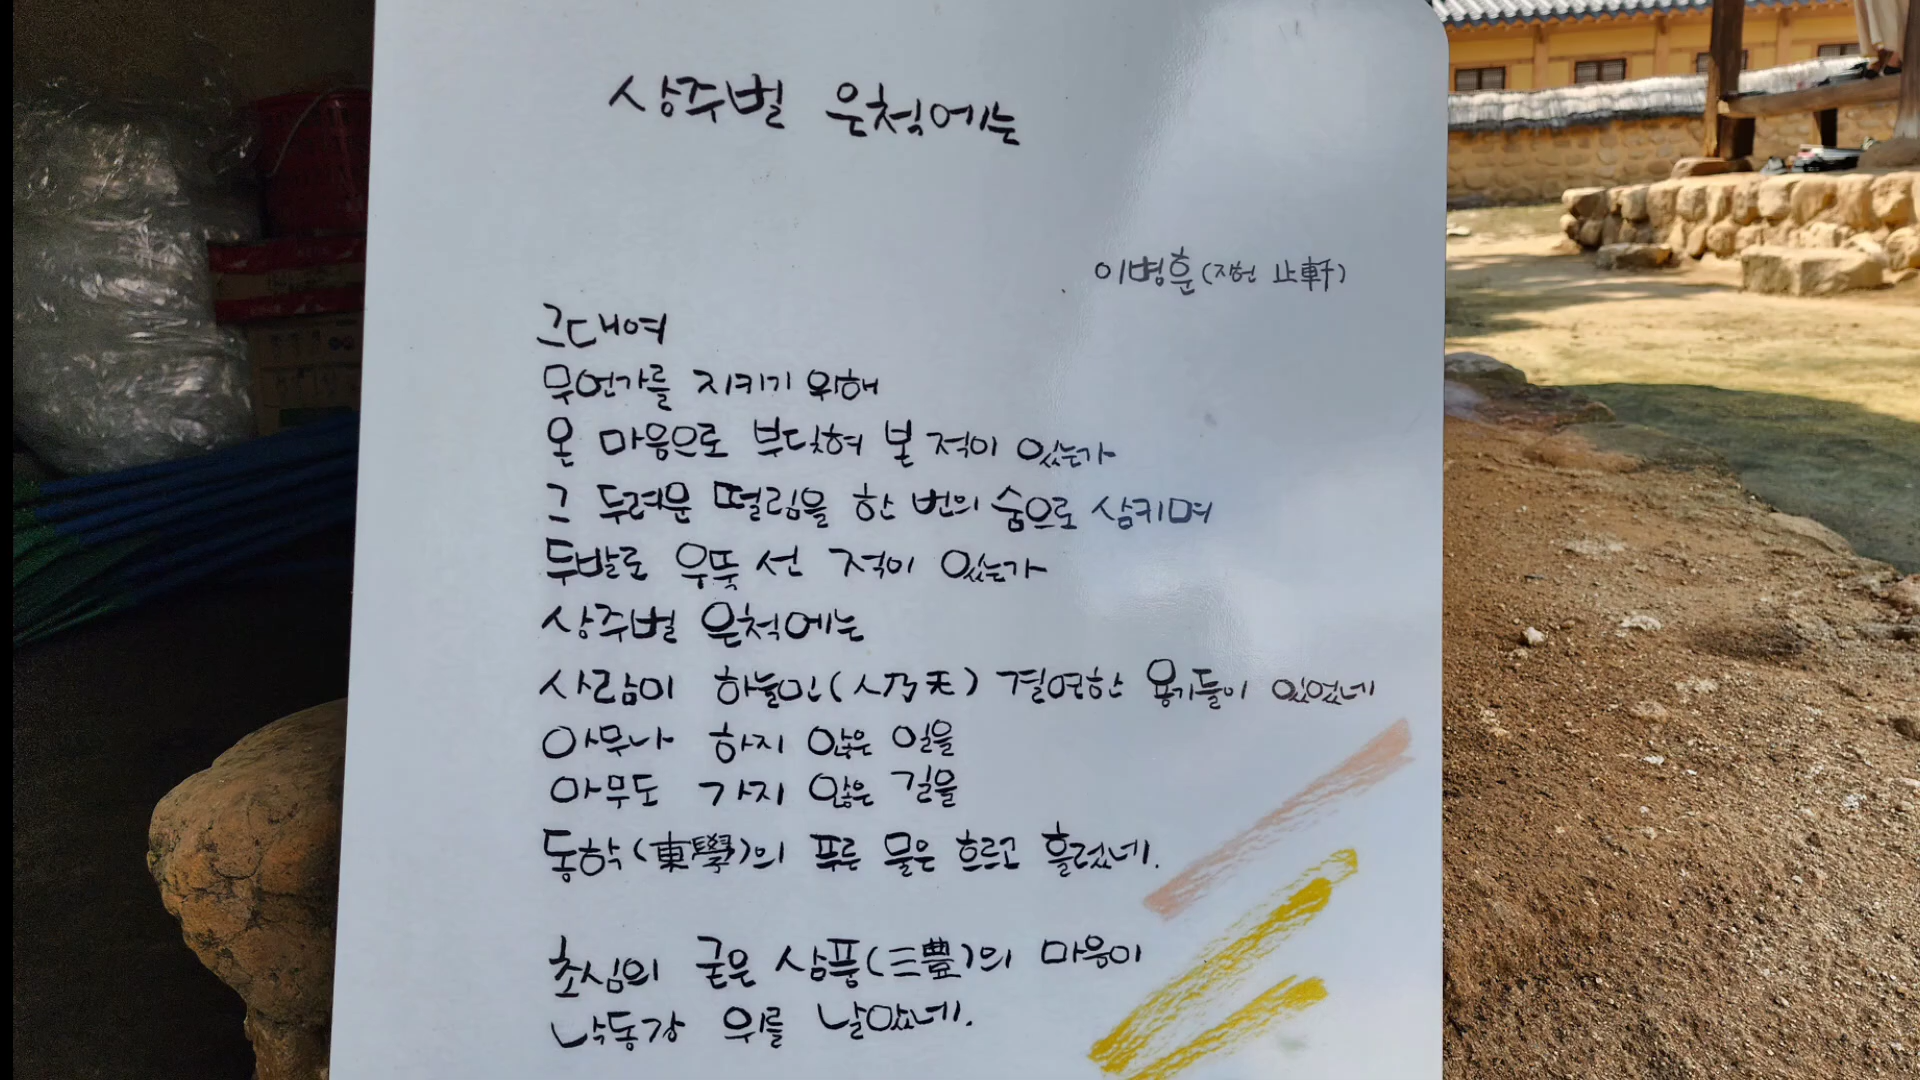 상주벌 은척에는
이병훈(지헌 止軒)
그대여
무언가를 지키기 위해
온 마음으로 부딪혀 본 적이 있는가
그 두려운 떨림을 한 번의 숨으로 삼키며
두발로 우뚝 선 적이 있는가
상주벌 은척에는
사람이 하늘인(人乃天) 결연한 용기들이 있었네
아무나 하지 않은 일을
아무도 가지 않은 길을
동학(東學)의 푸른 물은 흐르고 흘렀네.
초심의 굳은 삼풍(三豊)의 마음이
낙동강 위를 날았네.